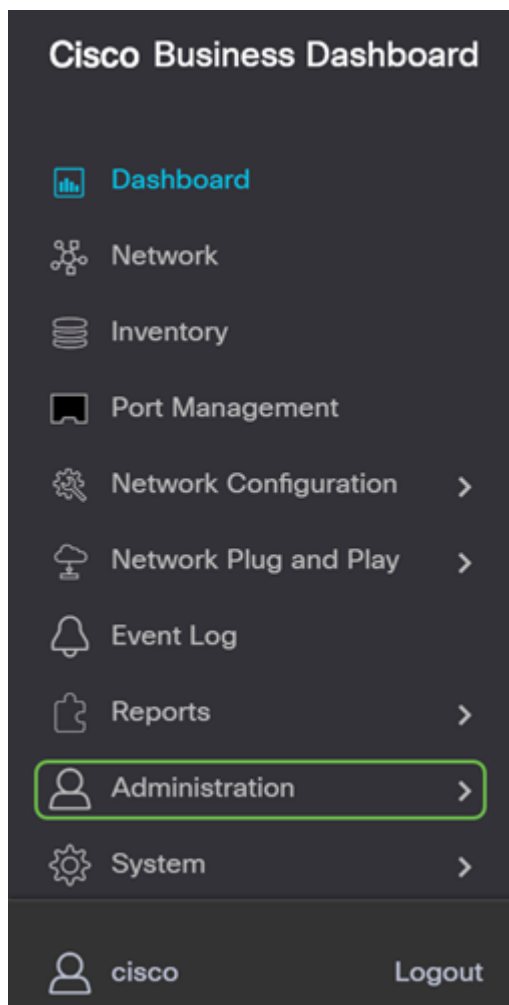 Cisco Business Dashboard
Dashboard
Network
Inventory
Port Management
Network Configuration
Network Plug and Play
Event Log
Reports
Administration
System
cisco Logout